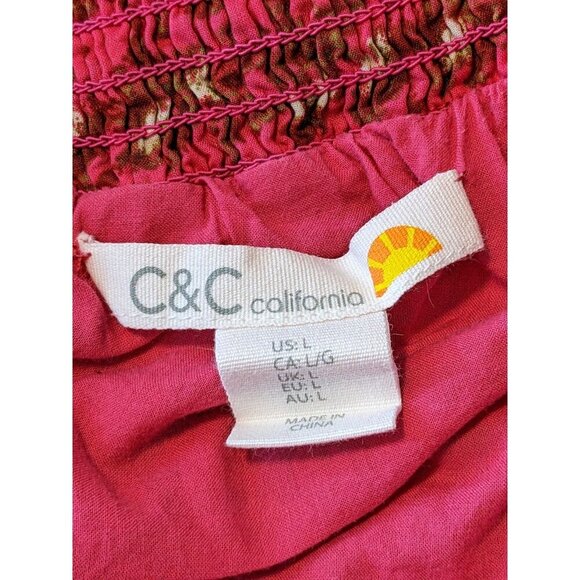 C&C california
US: L
CA: L/G
UK: L
EU: L
AU: L
MADE IN
CHINA